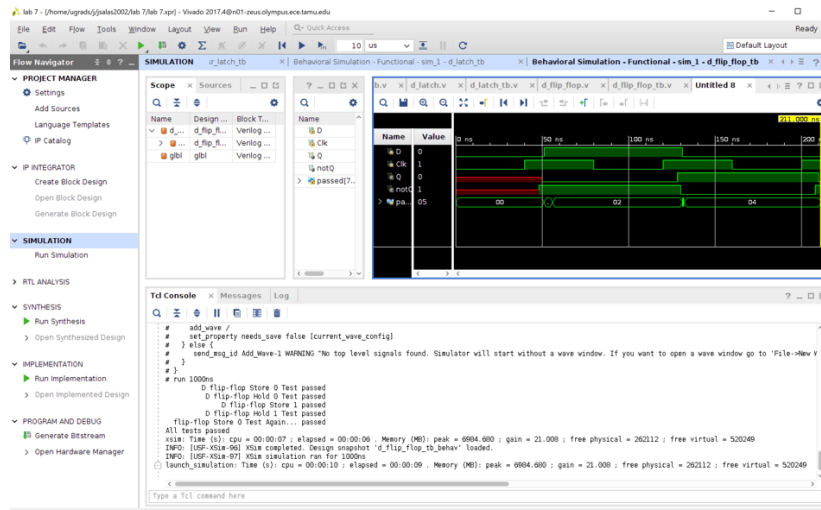 lab 7 - [/home/ugrads/j/jsalas2002/lab 7/lab 7.xpr] - Vivado 2017.4@n01-zeus.olympus.ece.tamu.edu
File Edit Flow Tools Window Layout View Run Help Q- Quick Access Ready
10 us Default Layout
Flow Navigator SIMULATION ir_latch_tb Behavioral Simulation - Functional - sim_1 - d_latch_tb Behavioral Simulation - Functional - sim_1 - d_flip_flop_tb
PROJECT MANAGER
Settings
Add Sources
Language Templates
IP Catalog
IP INTEGRATOR
Create Block Design
Open Block Design
Generate Block Design
SIMULATION
Run Simulation
RTL ANALYSIS
SYNTHESIS
Run Synthesis
Open Synthesized Design
IMPLEMENTATION
Run Implementation
Open Implemented Design
PROGRAM AND DEBUG
Generate Bitstream
Open Hardware Manager
Scope Sources
Name Design ... Block T...
d_... d_flip_fl... Verilog ...
d_flip_fl... Verilog ...
glbl glbl Verilog ...
Name
D
Clk
Q
notQ
passed[7...
b.v d_latch.v d_latch_tb.v d_flip_flop.v d_flip_flop_tb.v Untitled 8
211.000 ns
Name Value 0 ns 50 ns 100 ns 150 ns 200
D 0
Clk 1
Q 0
notQ 1
pa... 05 00 02 04
Tcl Console Messages Log
# add_wave /
# set_property needs_save false [current_wave_config]
# } else {
# send_msg_id Add_Wave-1 WARNING "No top level signals found. Simulator will start without a wave window. If you want to open a wave window go to 'File->New W
# }
# }
# run 1000ns
D flip-flop Store 0 Test passed
D flip-flop Hold 0 Test passed
D flip-flop Store 1 passed
D flip-flop Hold 1 Test passed
flip-flop Store 0 Test Again... passed
All tests passed
xsim: Time (s): cpu = 00:00:07 ; elapsed = 00:00:06 . Memory (MB): peak = 6984.680 ; gain = 21.008 ; free physical = 262112 ; free virtual = 520249
INFO: [USF-XSim-96] XSim completed. Design snapshot 'd_flip_flop_tb_behav' loaded.
INFO: [USF-XSim-97] XSim simulation ran for 1000ns
launch_simulation: Time (s): cpu = 00:00:10 ; elapsed = 00:00:09 . Memory (MB): peak = 6984.680 ; gain = 21.008 ; free physical = 262112 ; free virtual = 520249
Type a Tcl command here